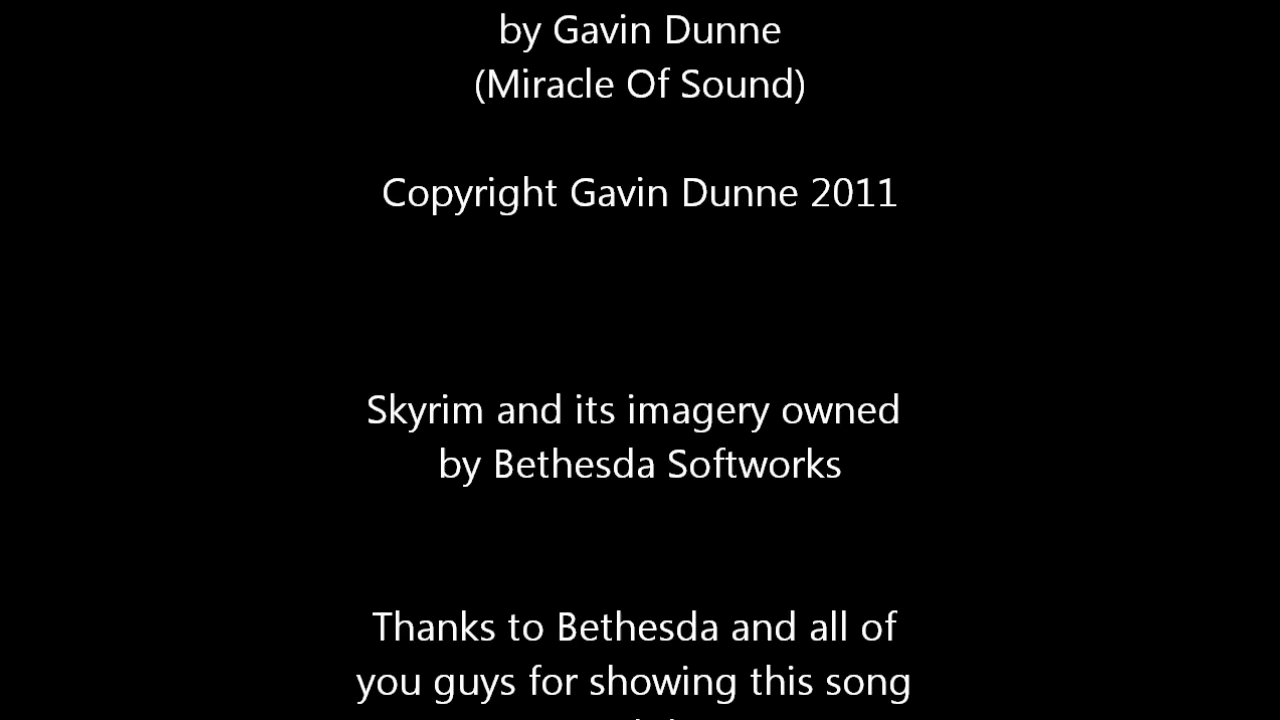 by Gavin Dunne
(Miracle Of Sound)
Copyright Gavin Dunne 2011
Skyrim and its imagery owned
by Bethesda Softworks
Thanks to Bethesda and all of
you guys for showing this song